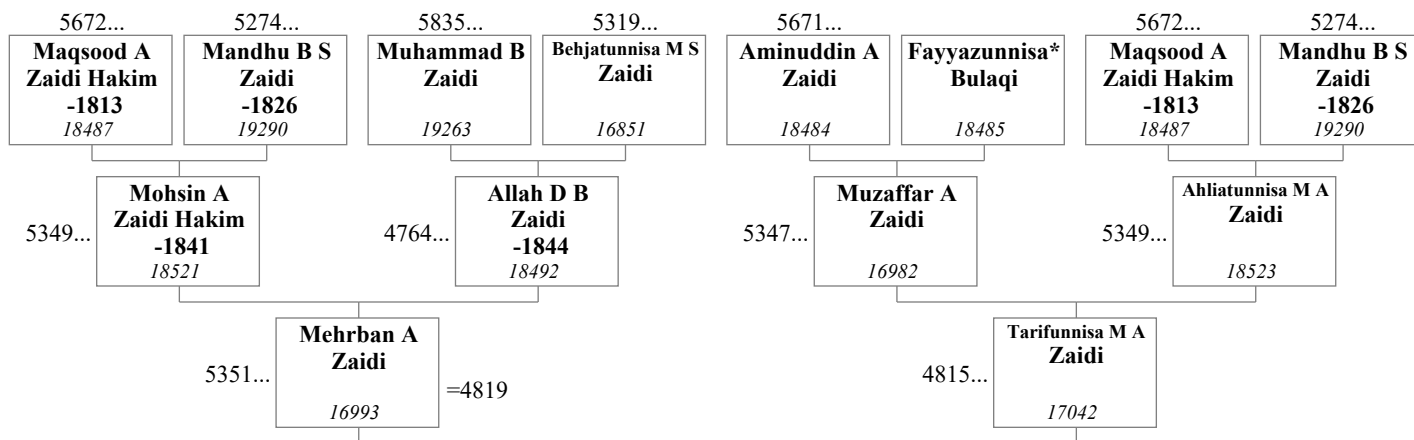 5672... 5274... 5835... 5319... 5671... 5672... 5274...
Maqsood A
Zaidi Hakim
-1813
18487
Mandhu B S
Zaidi
-1826
19290
Muhammad B
Zaidi
19263
Behjatunnisa M S
Zaidi
16851
Aminuddin A
Zaidi
18484
Fayyazunnisa*
Bulaqi
18485
Maqsood A
Zaidi Hakim
-1813
18487
Mandhu B S
Zaidi
-1826
19290
5349...
Mohsin A
Zaidi Hakim
-1841
18521
4764...
Allah D B
Zaidi
-1844
18492
5347...
Muzaffar A
Zaidi
16982
5349...
Ahliatunnisa M A
Zaidi
18523
5351...
Mehrban A
Zaidi
16993
=4819
4815...
Tarifunnisa M A
Zaidi
17042